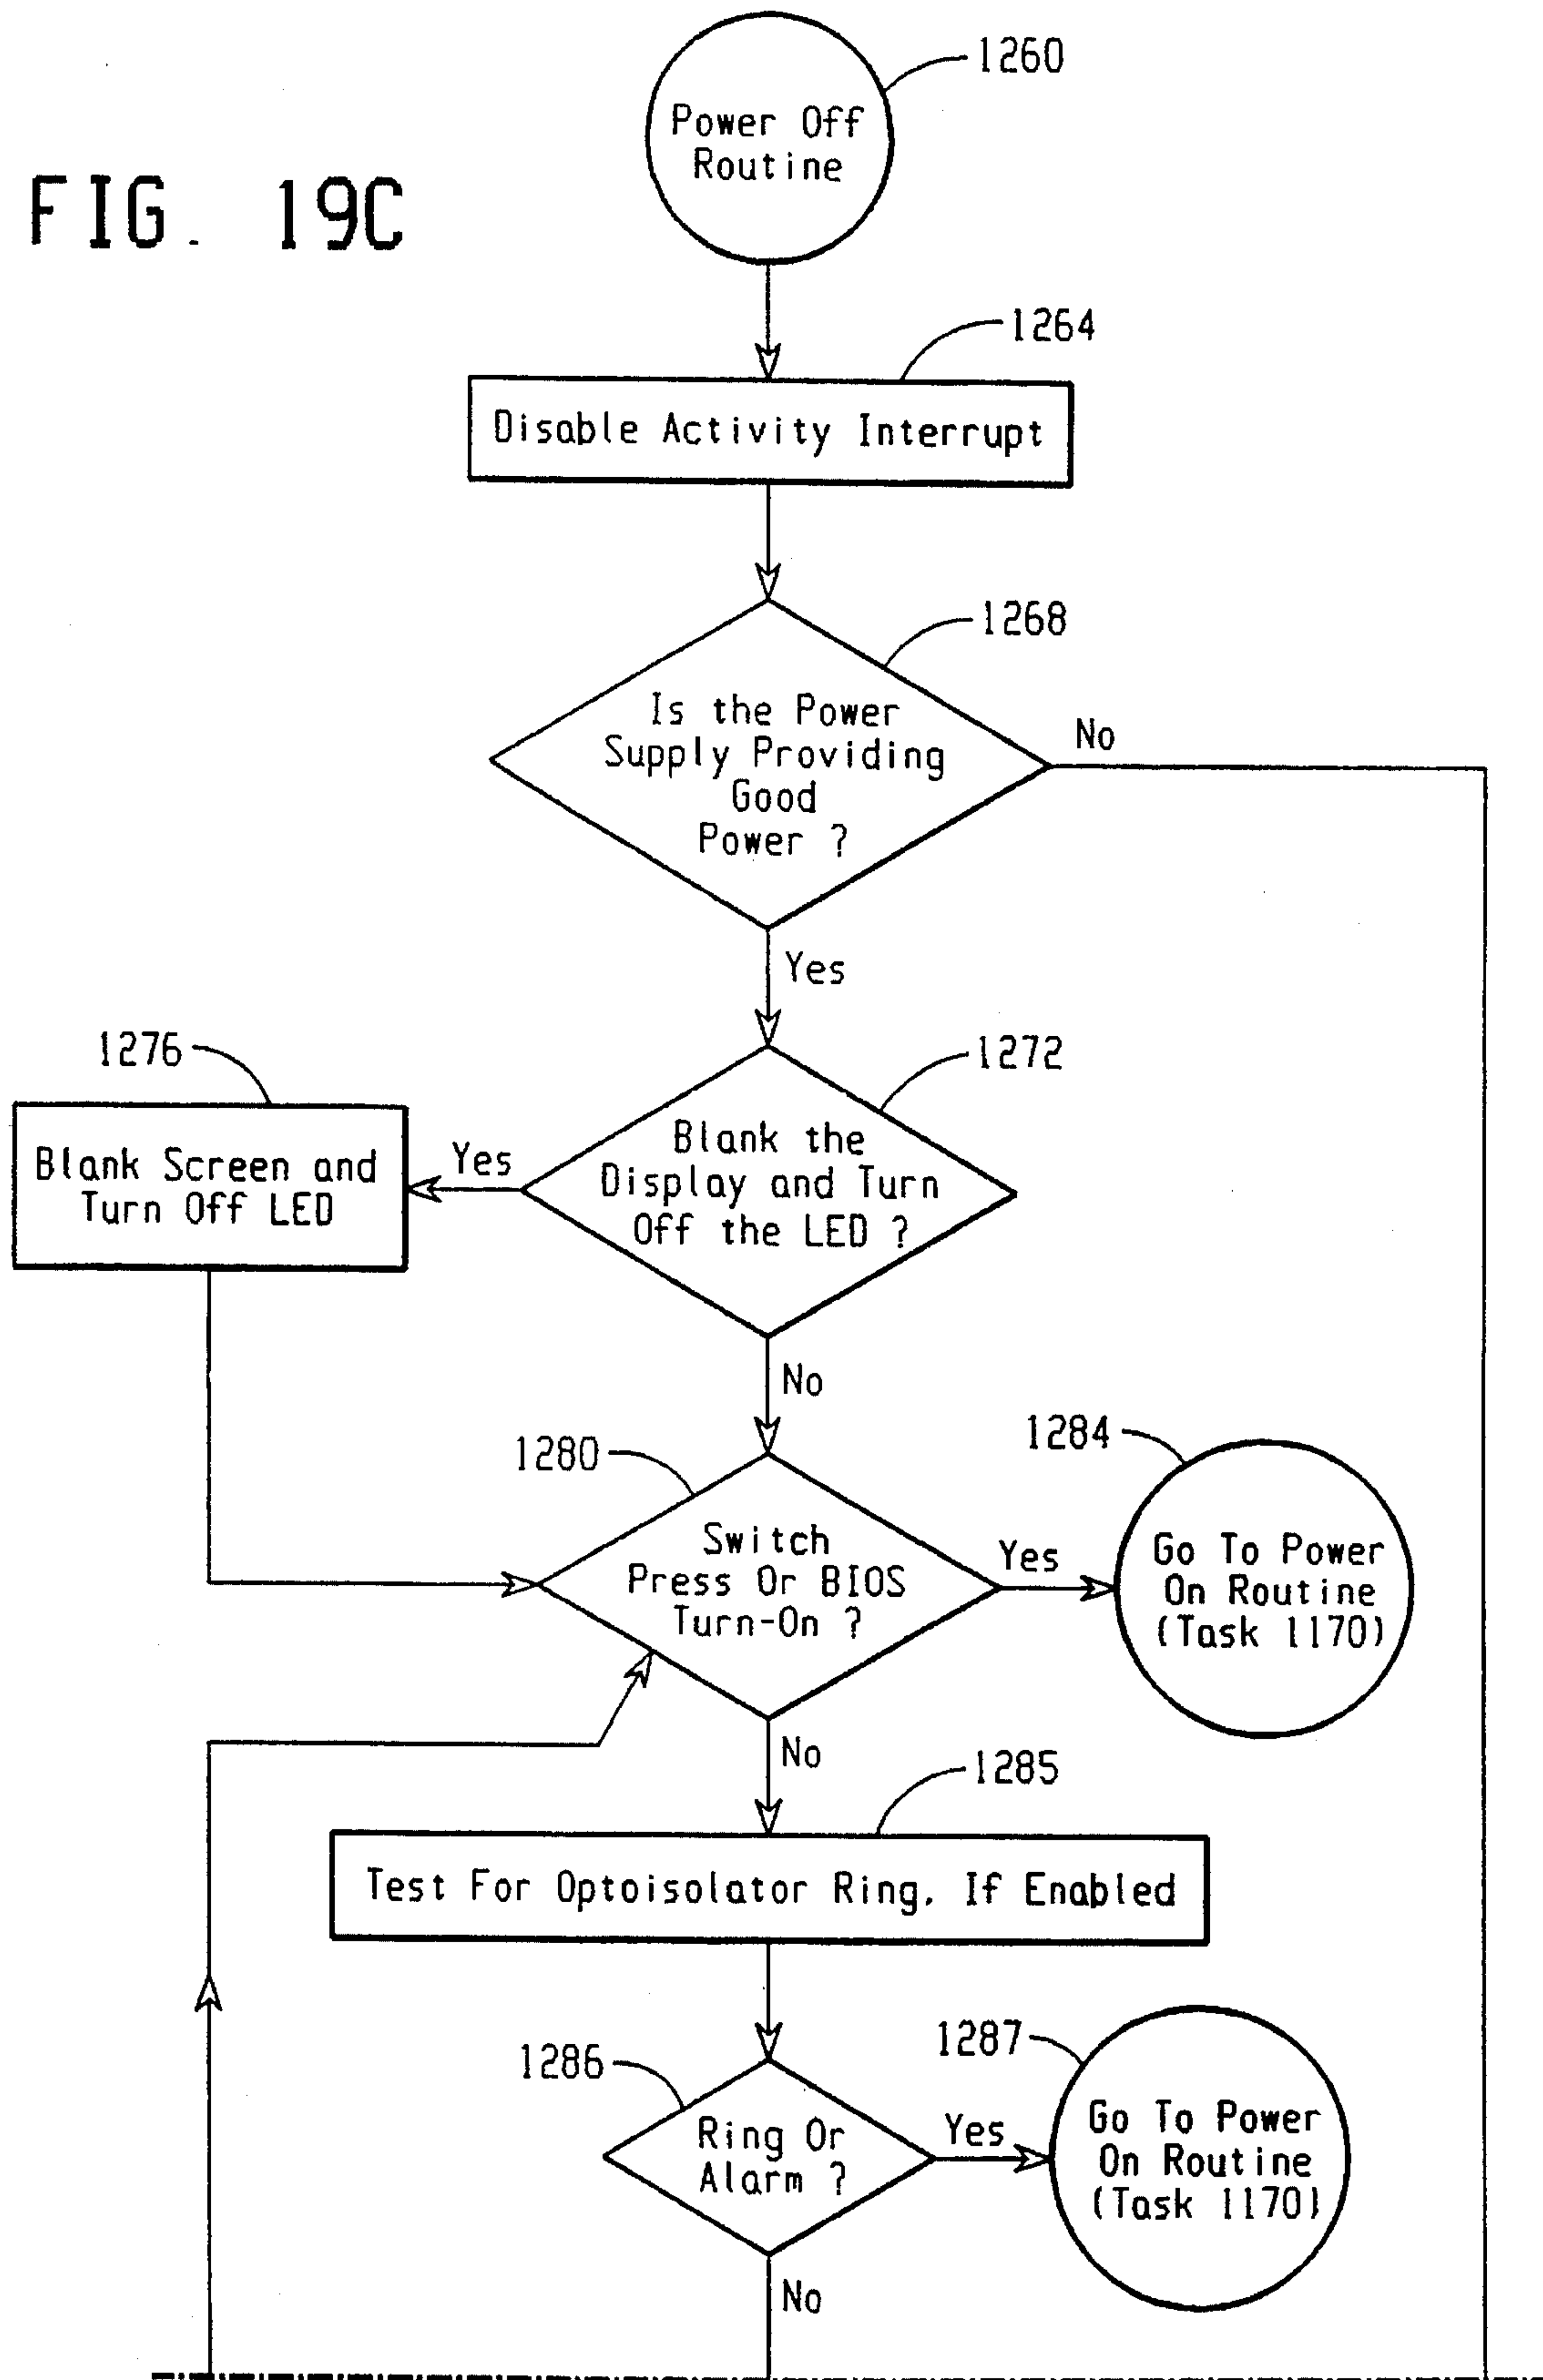 FIG. 19C
1260
Power Off
Routine
1264
Disable Activity Interrupt
1268
Is the Power
Supply Providing
Good
Power ?
No
Yes
1276
1272
Blank Screen and
Turn Off LED
Yes
Blank the
Display and Turn
Off the LED ?
No
1280
1284
Switch
Press Or BIOS
Turn-On ?
Yes
Go To Power
On Routine
(Task 1170)
No
1285
Test For Optoisolator Ring, If Enabled
1286
1287
Ring Or
Alarm ?
Yes
Go To Power
On Routine
(Task 1170)
No